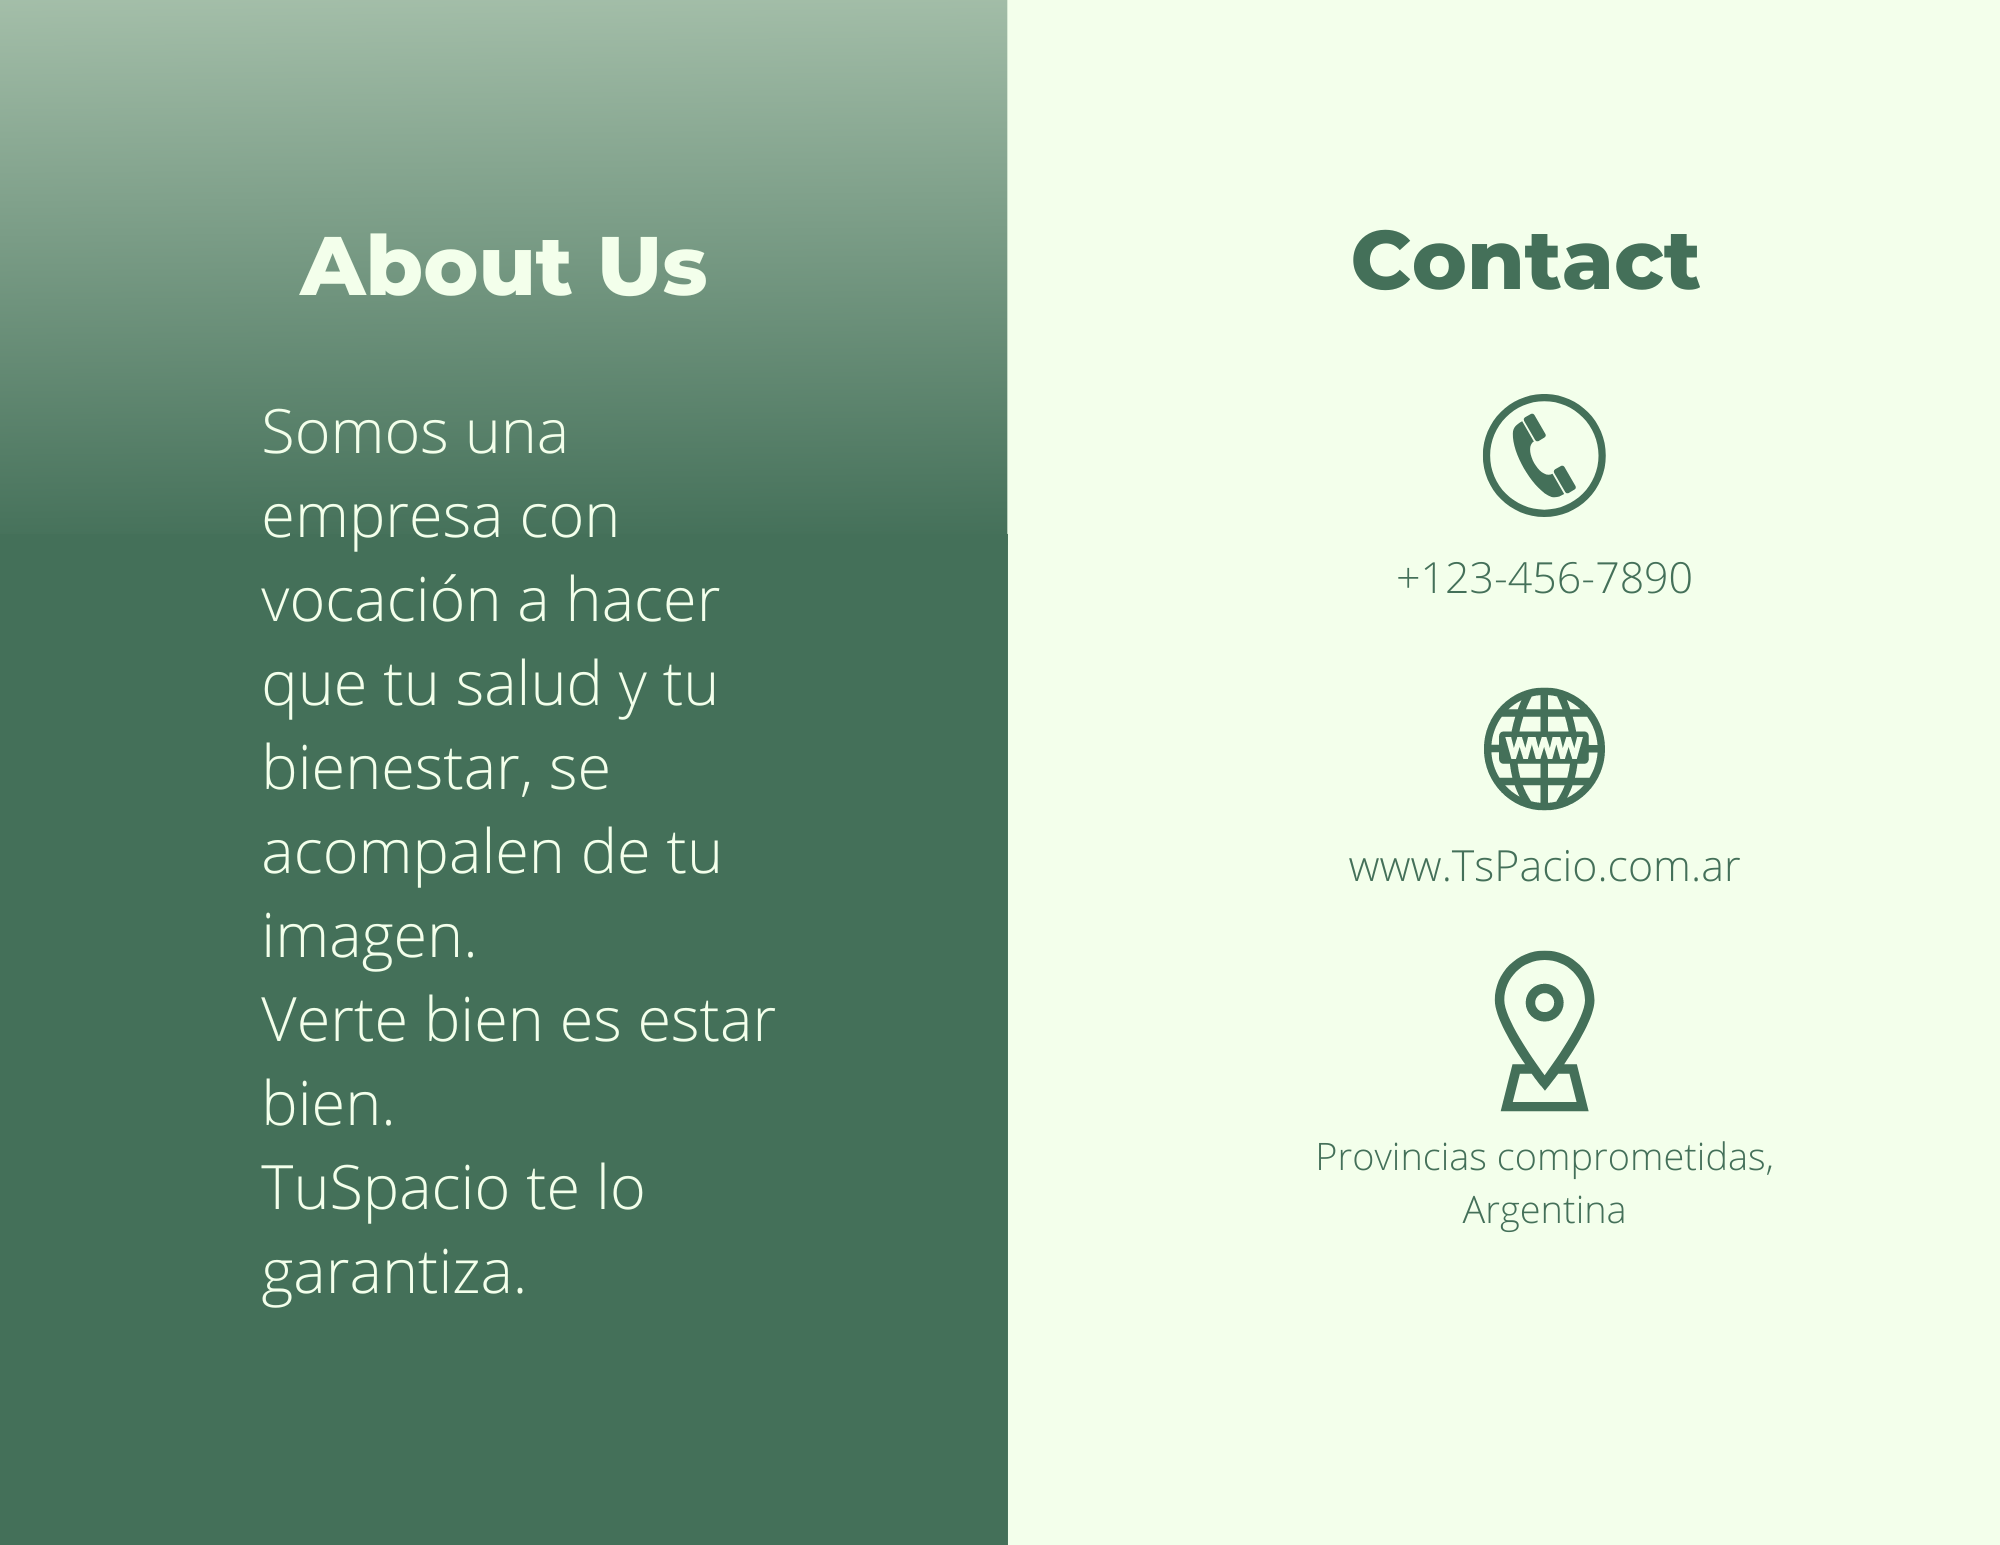 About Us
Somos una
empresa con
vocación a hacer
que tu salud y tu
bienestar, se
acompalen de tu
imagen.
Verte bien es estar
bien.
TuSpacio te lo
garantiza.
Contact
+123-456-7890
www
www.TsPacio.com.ar
Provincias comprometidas,
Argentina